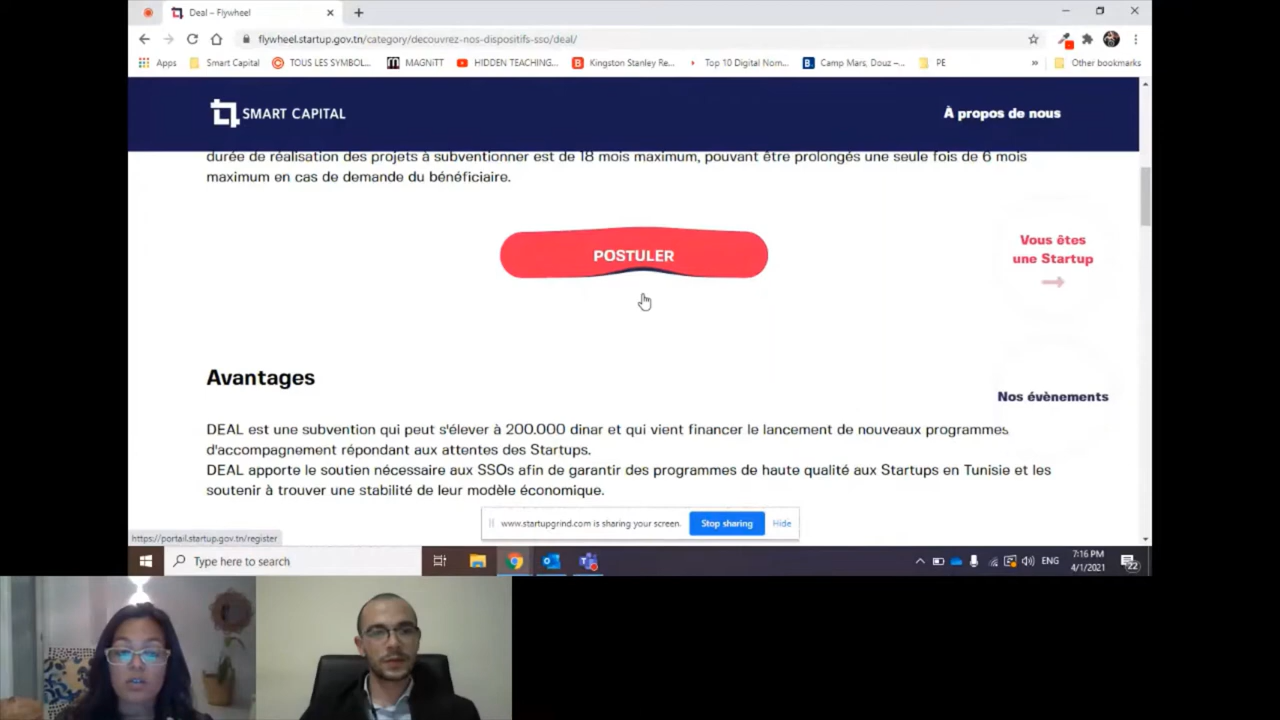 Deal – Flywheel
flywheel.startup.gov.tn/category/decouvrez-nos-dispositifs-sso/deal/
Apps Smart Capital TOUS LES SYMBOL... MAGNiTT HIDDEN TEACHING... Kingston Stanley Re... Top 10 Digital Nom... Camp Mars, Douz –... PE » Other bookmarks
SMART CAPITAL
À propos de nous
durée de réalisation des projets à subventionner est de 18 mois maximum, pouvant être prolongés une seule fois de 6 mois
maximum en cas de demande du bénéficiaire.
POSTULER
Vous êtes
une Startup
Avantages
Nos évènements
DEAL est une subvention qui peut s'élever à 200.000 dinar et qui vient financer le lancement de nouveaux programmes
d'accompagnement répondant aux attentes des Startups.
DEAL apporte le soutien nécessaire aux SSOs afin de garantir des programmes de haute qualité aux Startups en Tunisie et les
soutenir à trouver une stabilité de leur modèle économique.
www.startupgrind.com is sharing your screen. Stop sharing Hide
https://portail.startup.gov.tn/register
Type here to search
ENG
7:16 PM
4/1/2021
22